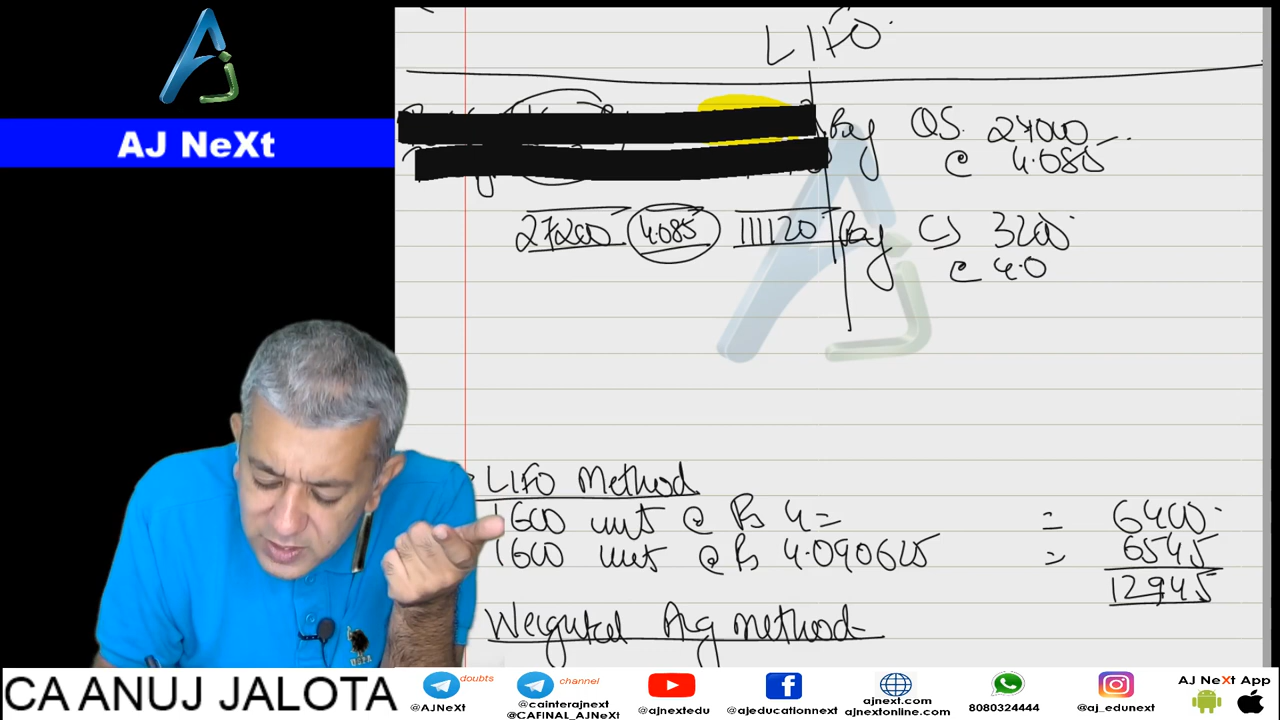 LIFO
AJ NeXt
By OS. 24000
@ 4.085
27200 4.085 111120 By CS 3200
@ 4.0
LIFO Method
1600 unit @ Rs 4= = 6400
1600 unit @ Rs 4.090625 = 6545
12945
Weighted Avg method
CA ANUJ JALOTA
doubts
@AJNeXt
channel
@cainterajnext
@CAFINAL_AJNeXt
@ajnextedu
@ajeducationnext
ajnext.com
ajnextonline.com
8080324444
@aj_edunext
AJ NeXt App